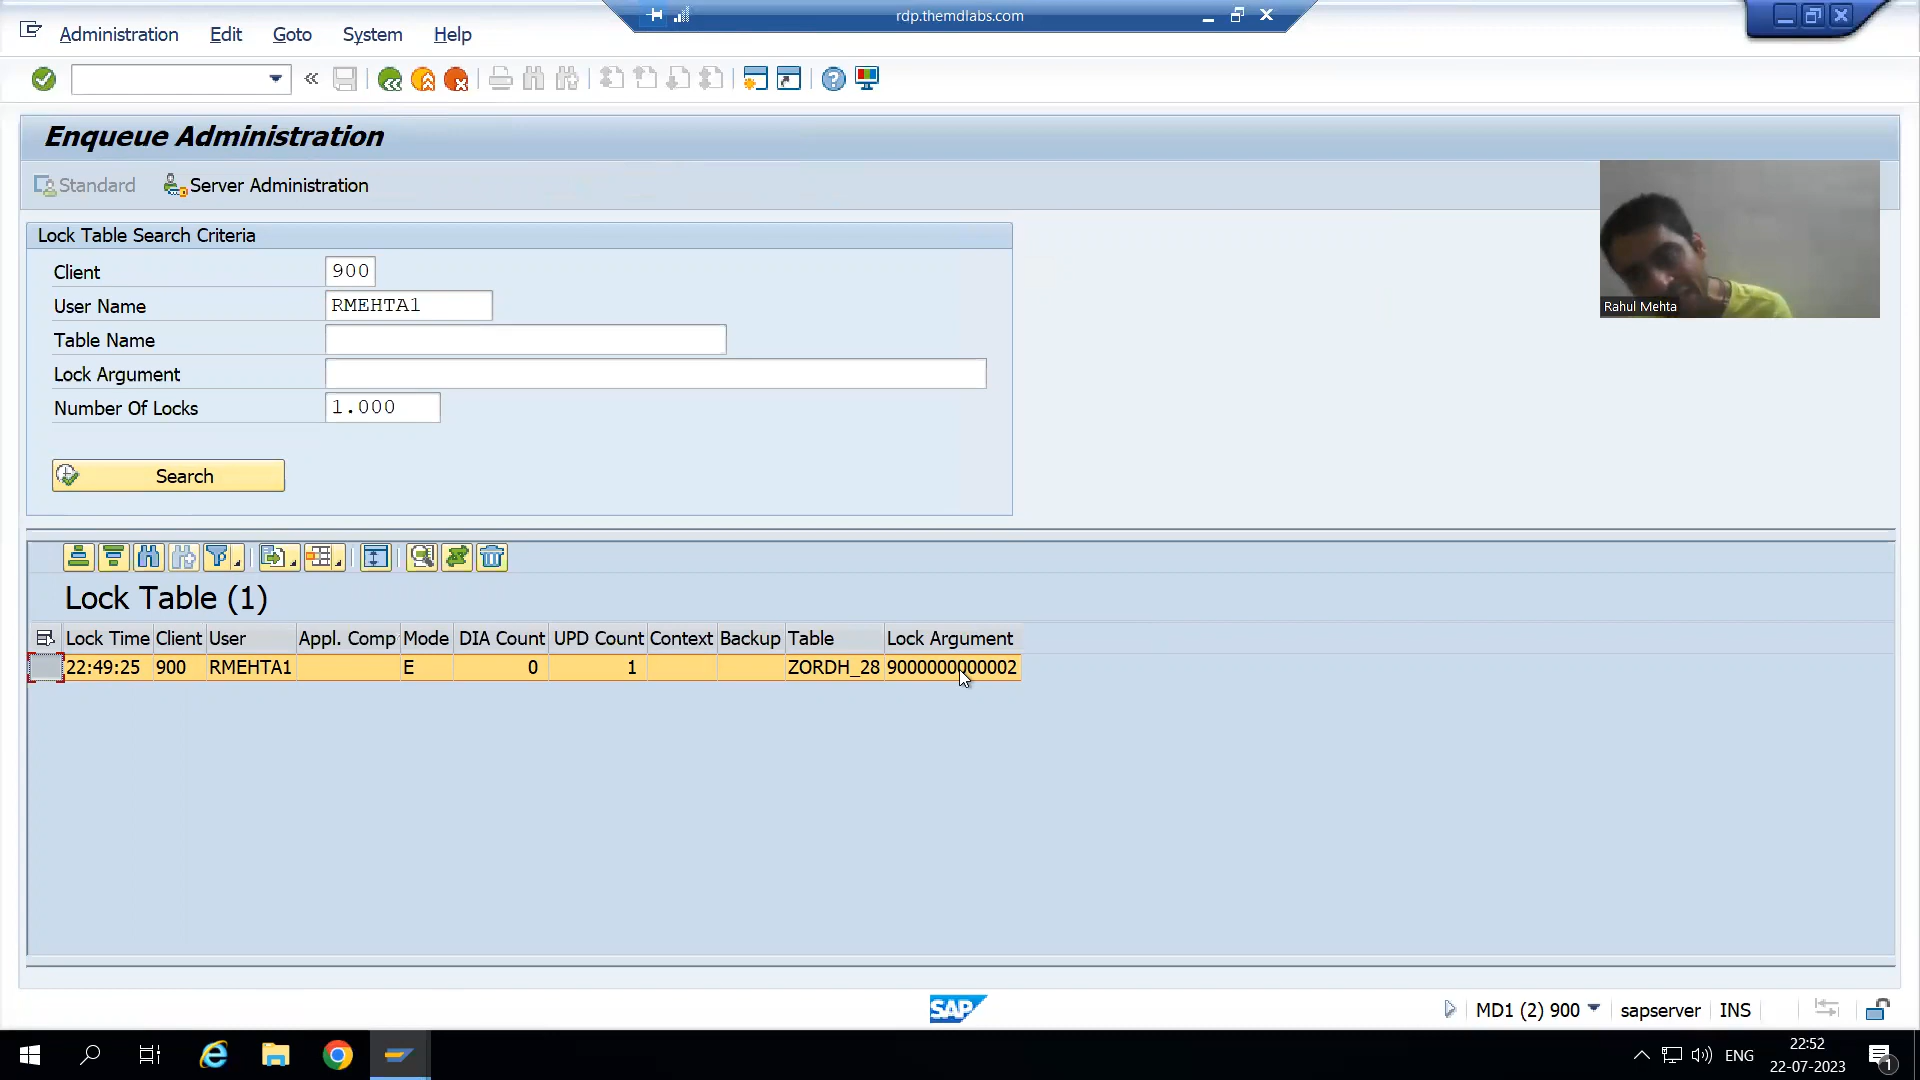 rdp.themdlabs.com
Administration Edit Goto System Help
Enqueue Administration
Standard Server Administration
Lock Table Search Criteria
Client 900
User Name RMEHTA1
Table Name
Lock Argument
Number Of Locks 1.000
Search
Rahul Mehta
Lock Table (1)
Lock Time Client User Appl. Comp Mode DIA Count UPD Count Context Backup Table Lock Argument
22:49:25 900 RMEHTA1 E 0 1 ZORDH_28 9000000000002
SAP
MD1 (2) 900 sapserver INS
ENG
22:52
22-07-2023
1